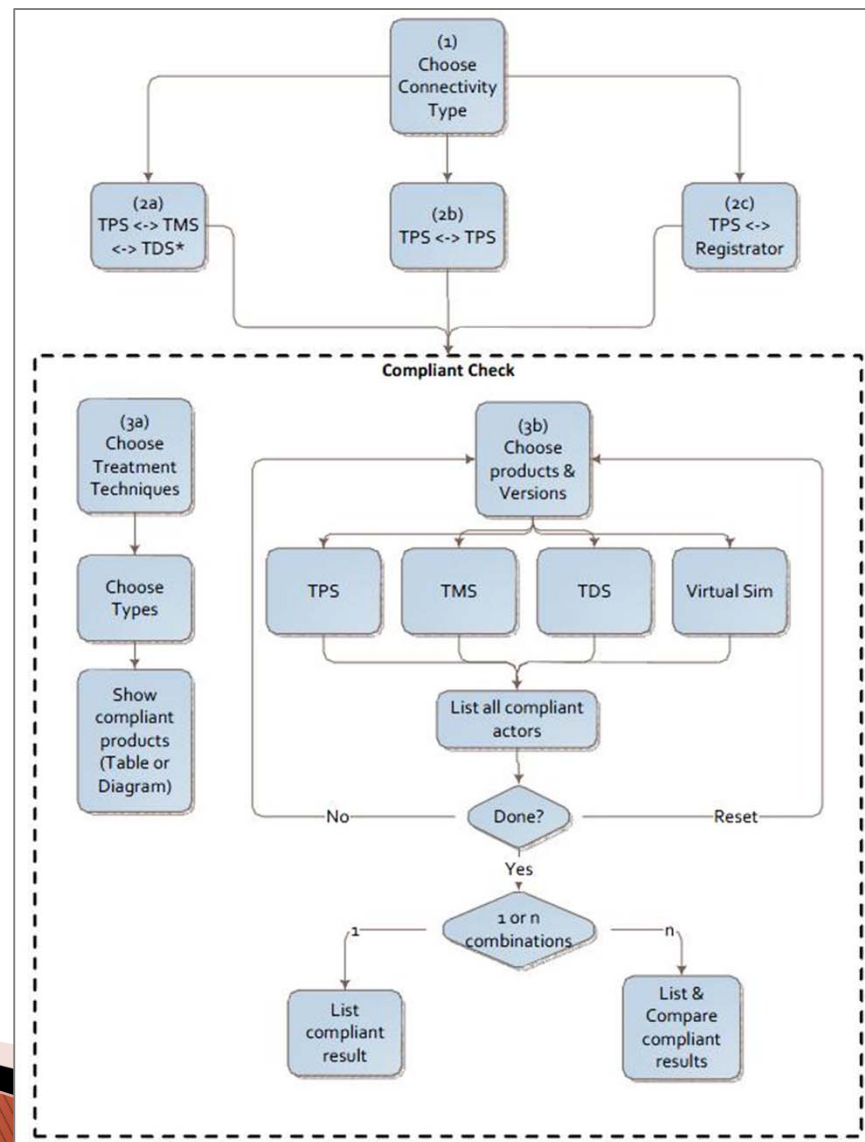 (1)
Choose
Connectivity
Type
(2a)
TPS <-> TMS
<-> TDS*
(2b)
TPS <-> TPS
(2c)
TPS <->
Registrator
Compliant Check
(3a)
Choose
Treatment
Techniques
(3b)
Choose
products &
Versions
Choose
Types
TPS
TMS
TDS
Virtual Sim
Show
compliant
products
(Table or
Diagram)
List all compliant
actors
No
Done?
Reset
Yes
1
1 or n
combinations
n
List
compliant
result
List &
Compare
compliant
results